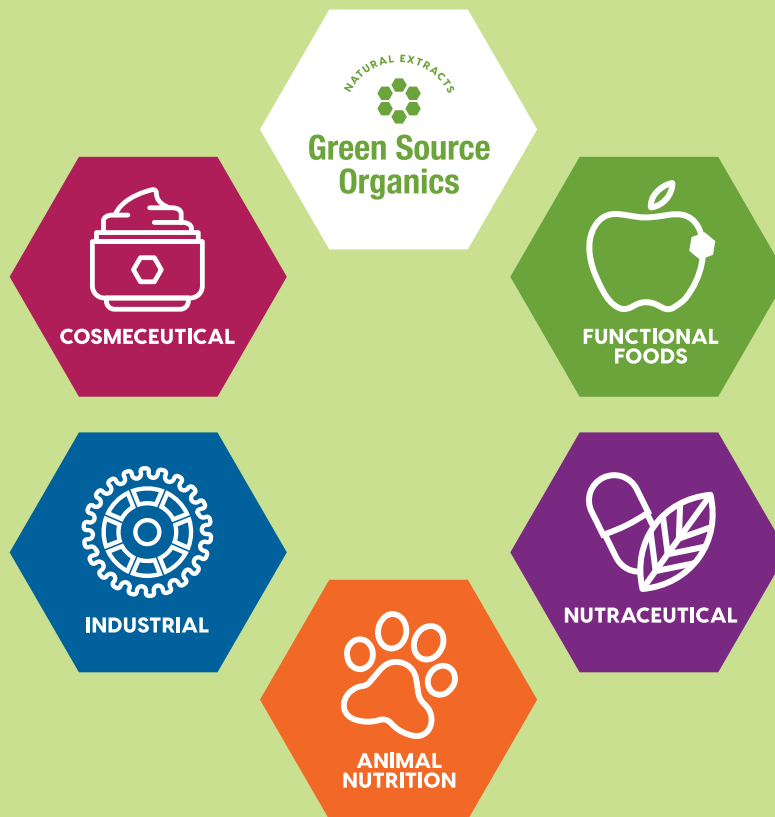 NATURAL EXTRACTS
Green Source
Organics
COSMECEUTICAL
FUNCTIONAL
FOODS
INDUSTRIAL
NUTRACEUTICAL
ANIMAL
NUTRITION